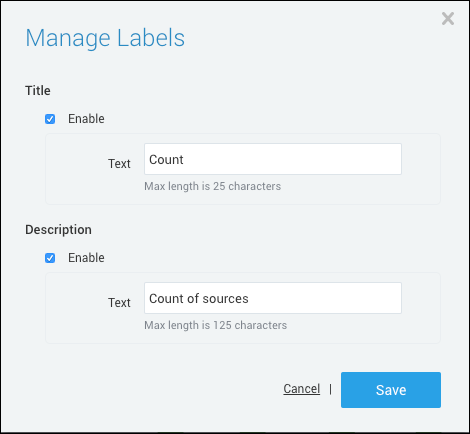 Manage Labels
Title
Enable
Text Count
Max length is 25 characters
Description
Enable
Text Count of sources
Max length is 125 characters
Cancel | Save